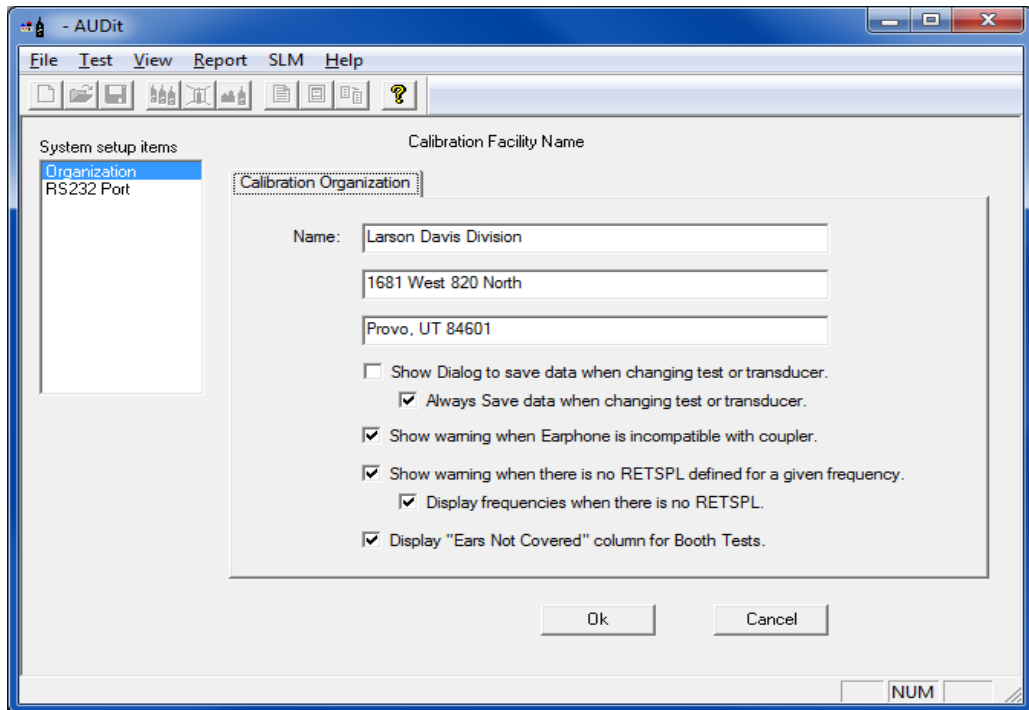 - AUDit
File Test View Report SLM Help
System setup items
Organization
RS232 Port
Calibration Facility Name
Calibration Organization
Name: Larson Davis Division
1681 West 820 North
Provo, UT 84601
Show Dialog to save data when changing test or transducer.
Always Save data when changing test or transducer.
Show warning when Earphone is incompatible with coupler.
Show warning when there is no RETSPL defined for a given frequency.
Display frequencies when there is no RETSPL.
Display "Ears Not Covered" column for Booth Tests.
Ok Cancel
NUM